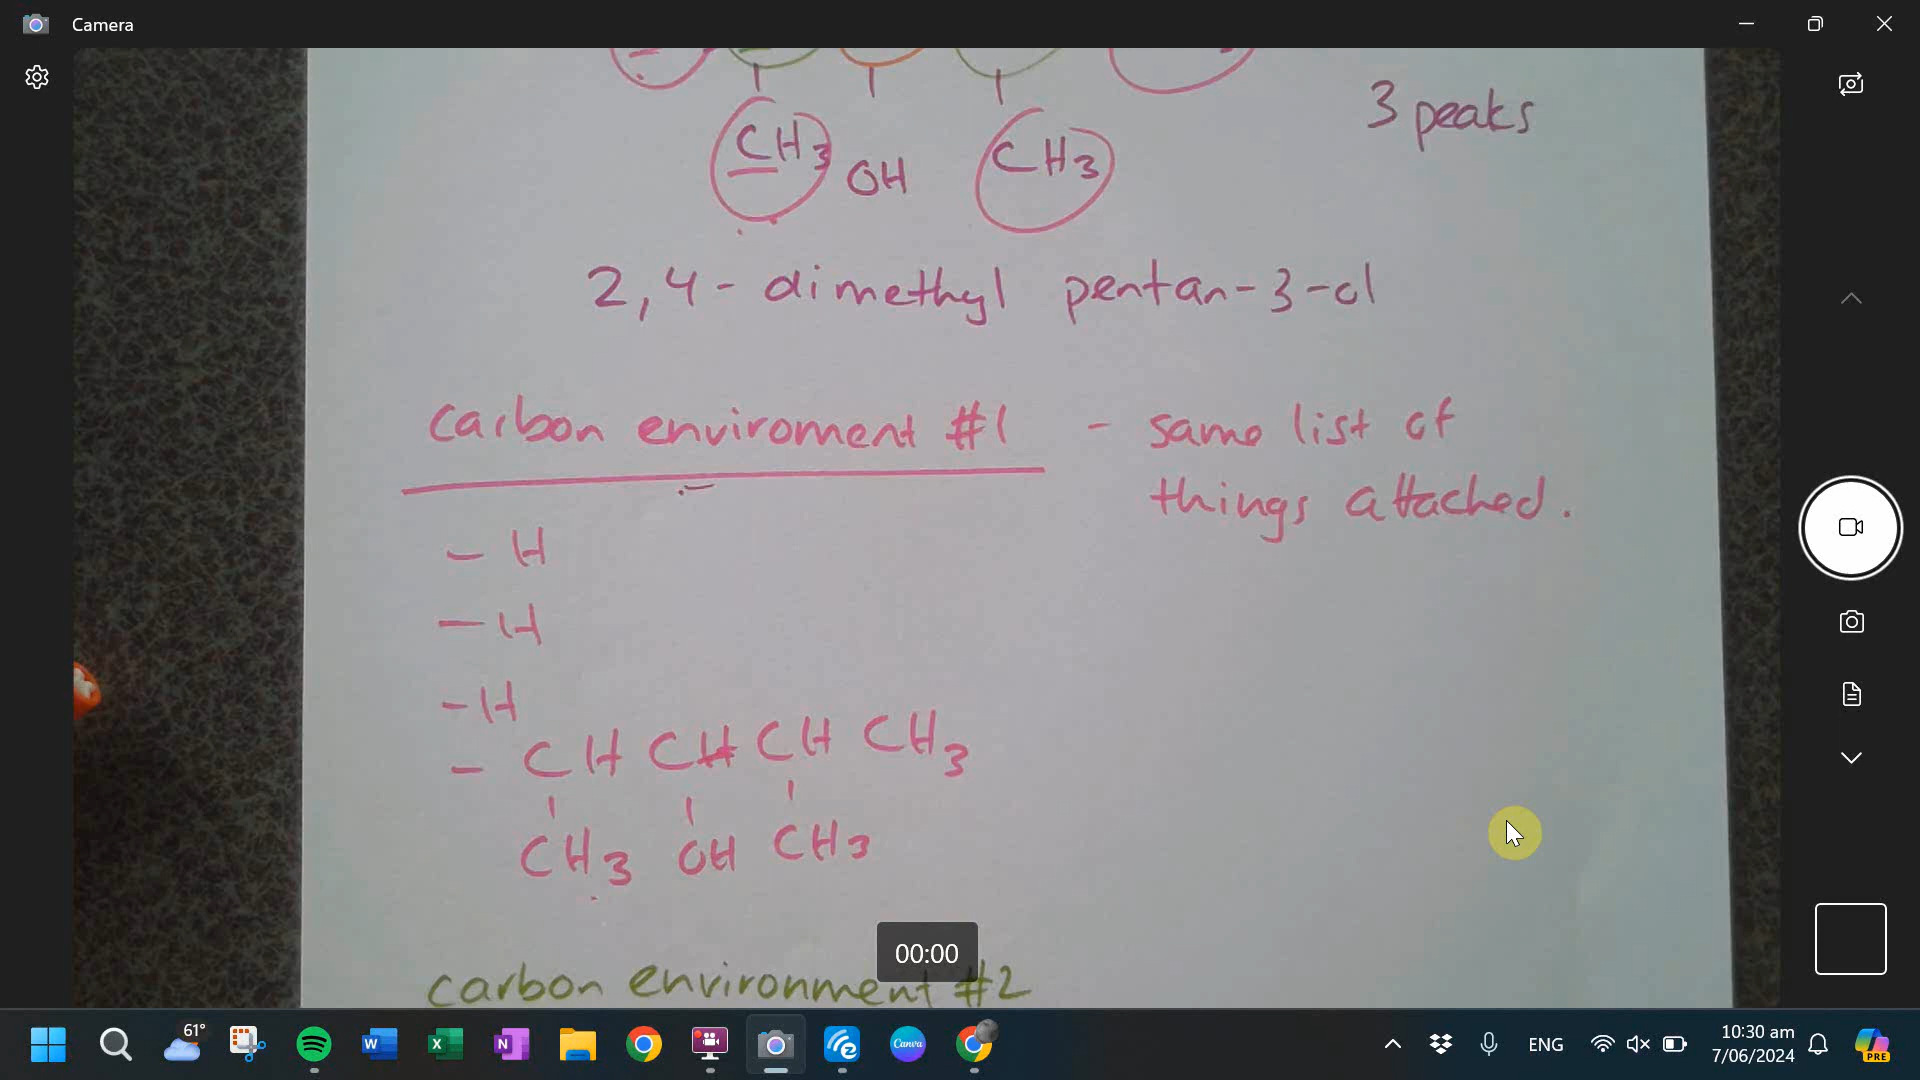 Camera
3 peaks
CH3 OH CH3
2,4- dimethyl pentan-3-ol
carbon enviroment #1 - same list of
things attached.
- H
- H
- H
- CH CH CH CH3
CH3 OH CH3
00:00
carbon environment #2
61°
ENG
10:30 am
7/06/2024
PRE